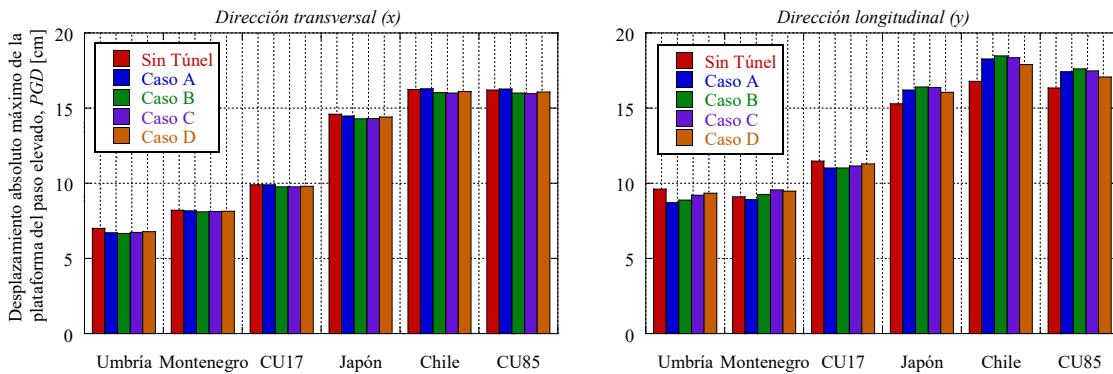 Dirección transversal (x)
Desplazamiento absoluto máximo de la
plataforma del paso elevado, PGD [cm]
20
15
10
5
0
Sin Túnel
Caso A
Caso B
Caso C
Caso D
Umbría Montenegro CU17 Japón Chile CU85
Dirección longitudinal (y)
20
15
10
5
0
Sin Túnel
Caso A
Caso B
Caso C
Caso D
Umbría Montenegro CU17 Japón Chile CU85